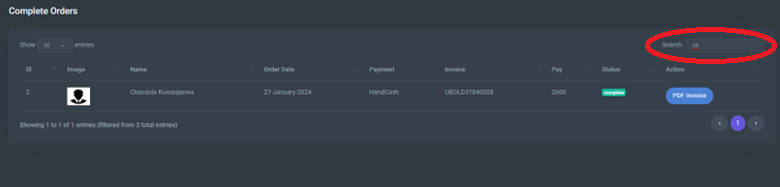 Complete Orders
Show 10 entries Search: ch
Sl Image Name Order Date Payment Invoice Pay Status Action
2 Chandula Ruwanjeewa 27-January 2024 HandCash UBOLD37040558 2600 complete PDF Invoice
Showing 1 to 1 of 1 entries (filtered from 2 total entries) ‹ 1 ›